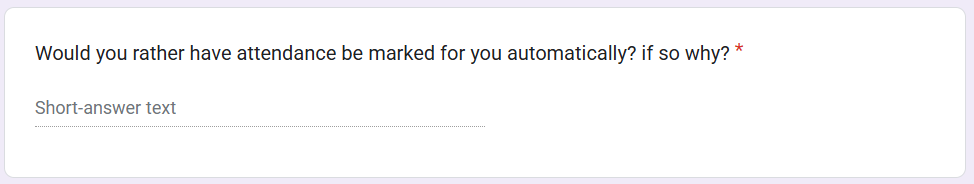 Would you rather have attendance be marked for you automatically? if so why? *
Short-answer text